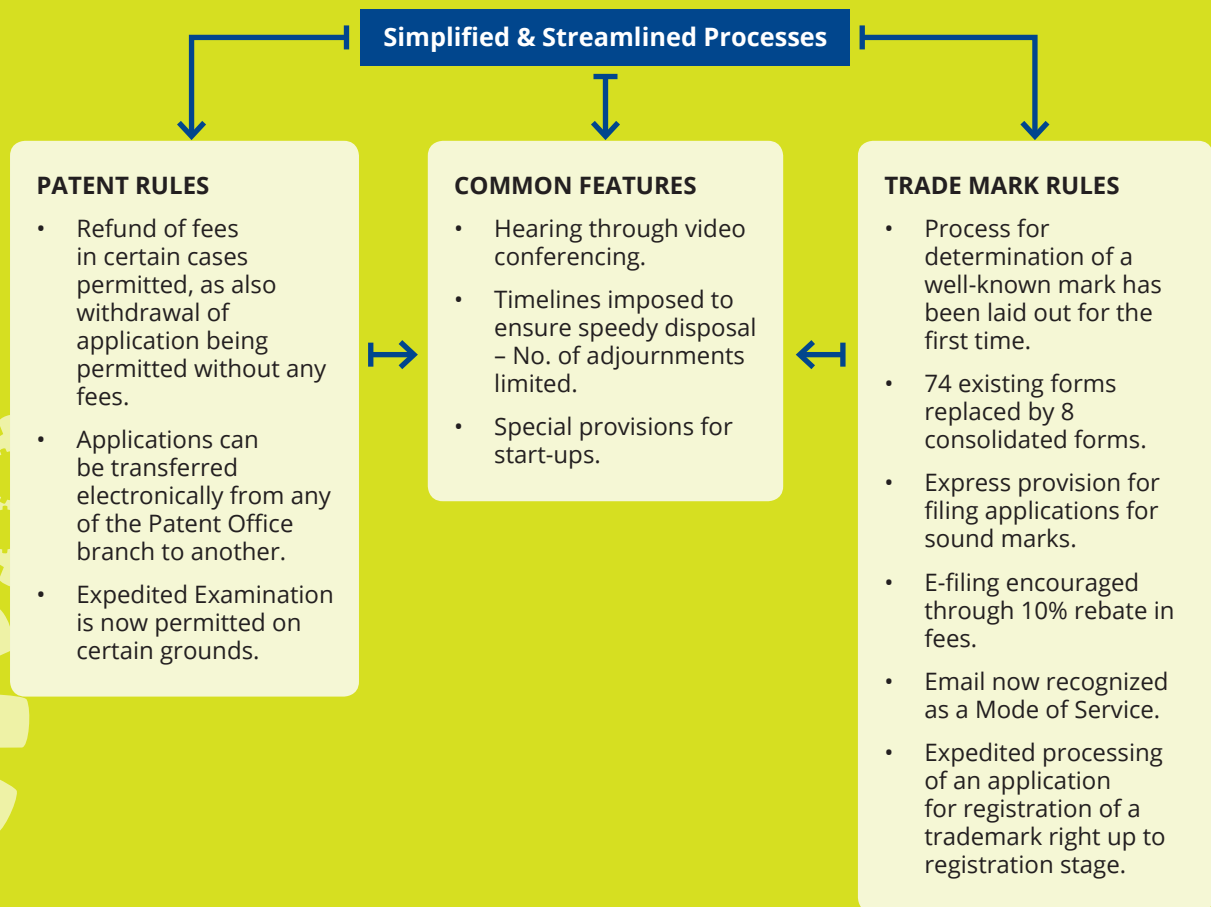 Simplified & Streamlined Processes
PATENT RULES
• Refund of fees
in certain cases
permitted, as also
withdrawal of
application being
permitted without any
fees.
• Applications can
be transferred
electronically from any
of the Patent Office
branch to another.
• Expedited Examination
is now permitted on
certain grounds.
COMMON FEATURES
• Hearing through video
conferencing.
• Timelines imposed to
ensure speedy disposal
– No. of adjournments
limited.
• Special provisions for
start-ups.
TRADE MARK RULES
• Process for
determination of a
well-known mark has
been laid out for the
first time.
• 74 existing forms
replaced by 8
consolidated forms.
• Express provision for
filing applications for
sound marks.
• E-filing encouraged
through 10% rebate in
fees.
• Email now recognized
as a Mode of Service.
• Expedited processing
of an application
for registration of a
trademark right up to
registration stage.